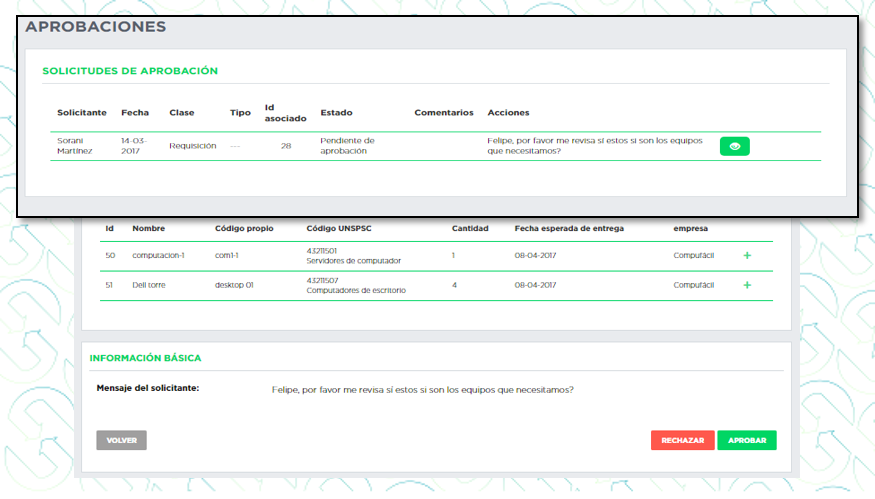 APROBACIONES
SOLICITUDES DE APROBACIÓN
Solicitante Fecha Clase Tipo Id asociado Estado Comentarios Acciones
Sorani Martínez 14-03-2017 Requisición --- 28 Pendiente de aprobación Felipe, por favor me revisa sí estos si son los equipos que necesitamos?
Id Nombre Código propio Código UNSPSC Cantidad Fecha esperada de entrega empresa
50 computacion-1 com1-1 43211501 Servidores de computador 1 08-04-2017 Compufácil +
51 Dell torre desktop 01 43211507 Computadores de escritorio 4 08-04-2017 Compufácil +
INFORMACIÓN BÁSICA
Mensaje del solicitante: Felipe, por favor me revisa sí estos si son los equipos que necesitamos?
VOLVER RECHAZAR APROBAR